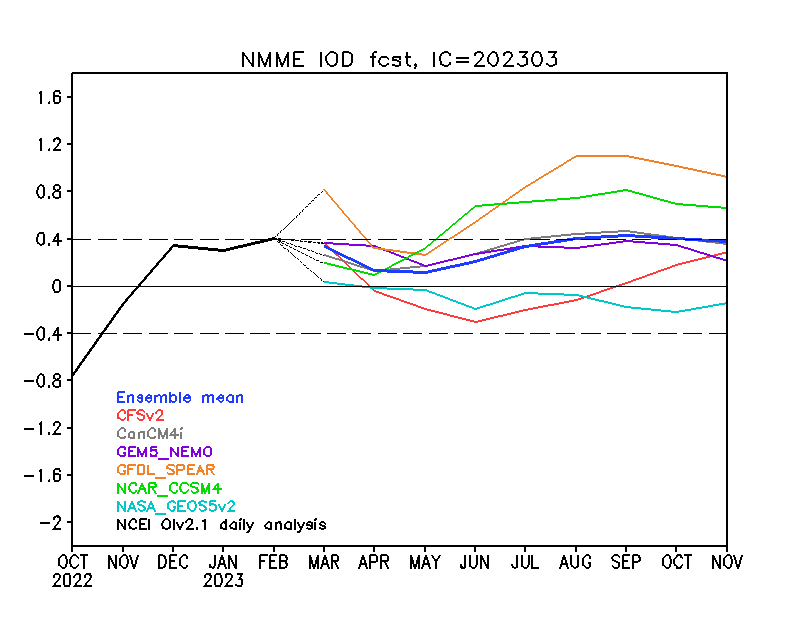 NMME IOD fcst, IC=202303
1.6
1.2
0.8
0.4
0
-0.4
-0.8
-1.2
-1.6
-2
Ensemble mean
CFSv2
CanCM4i
GEM5_NEMO
GFDL_SPEAR
NCAR_CCSM4
NASA_GEOS5v2
NCEI OIv2.1 daily analysis
OCT NOV DEC JAN FEB MAR APR MAY JUN JUL AUG SEP OCT NOV
2022 2023